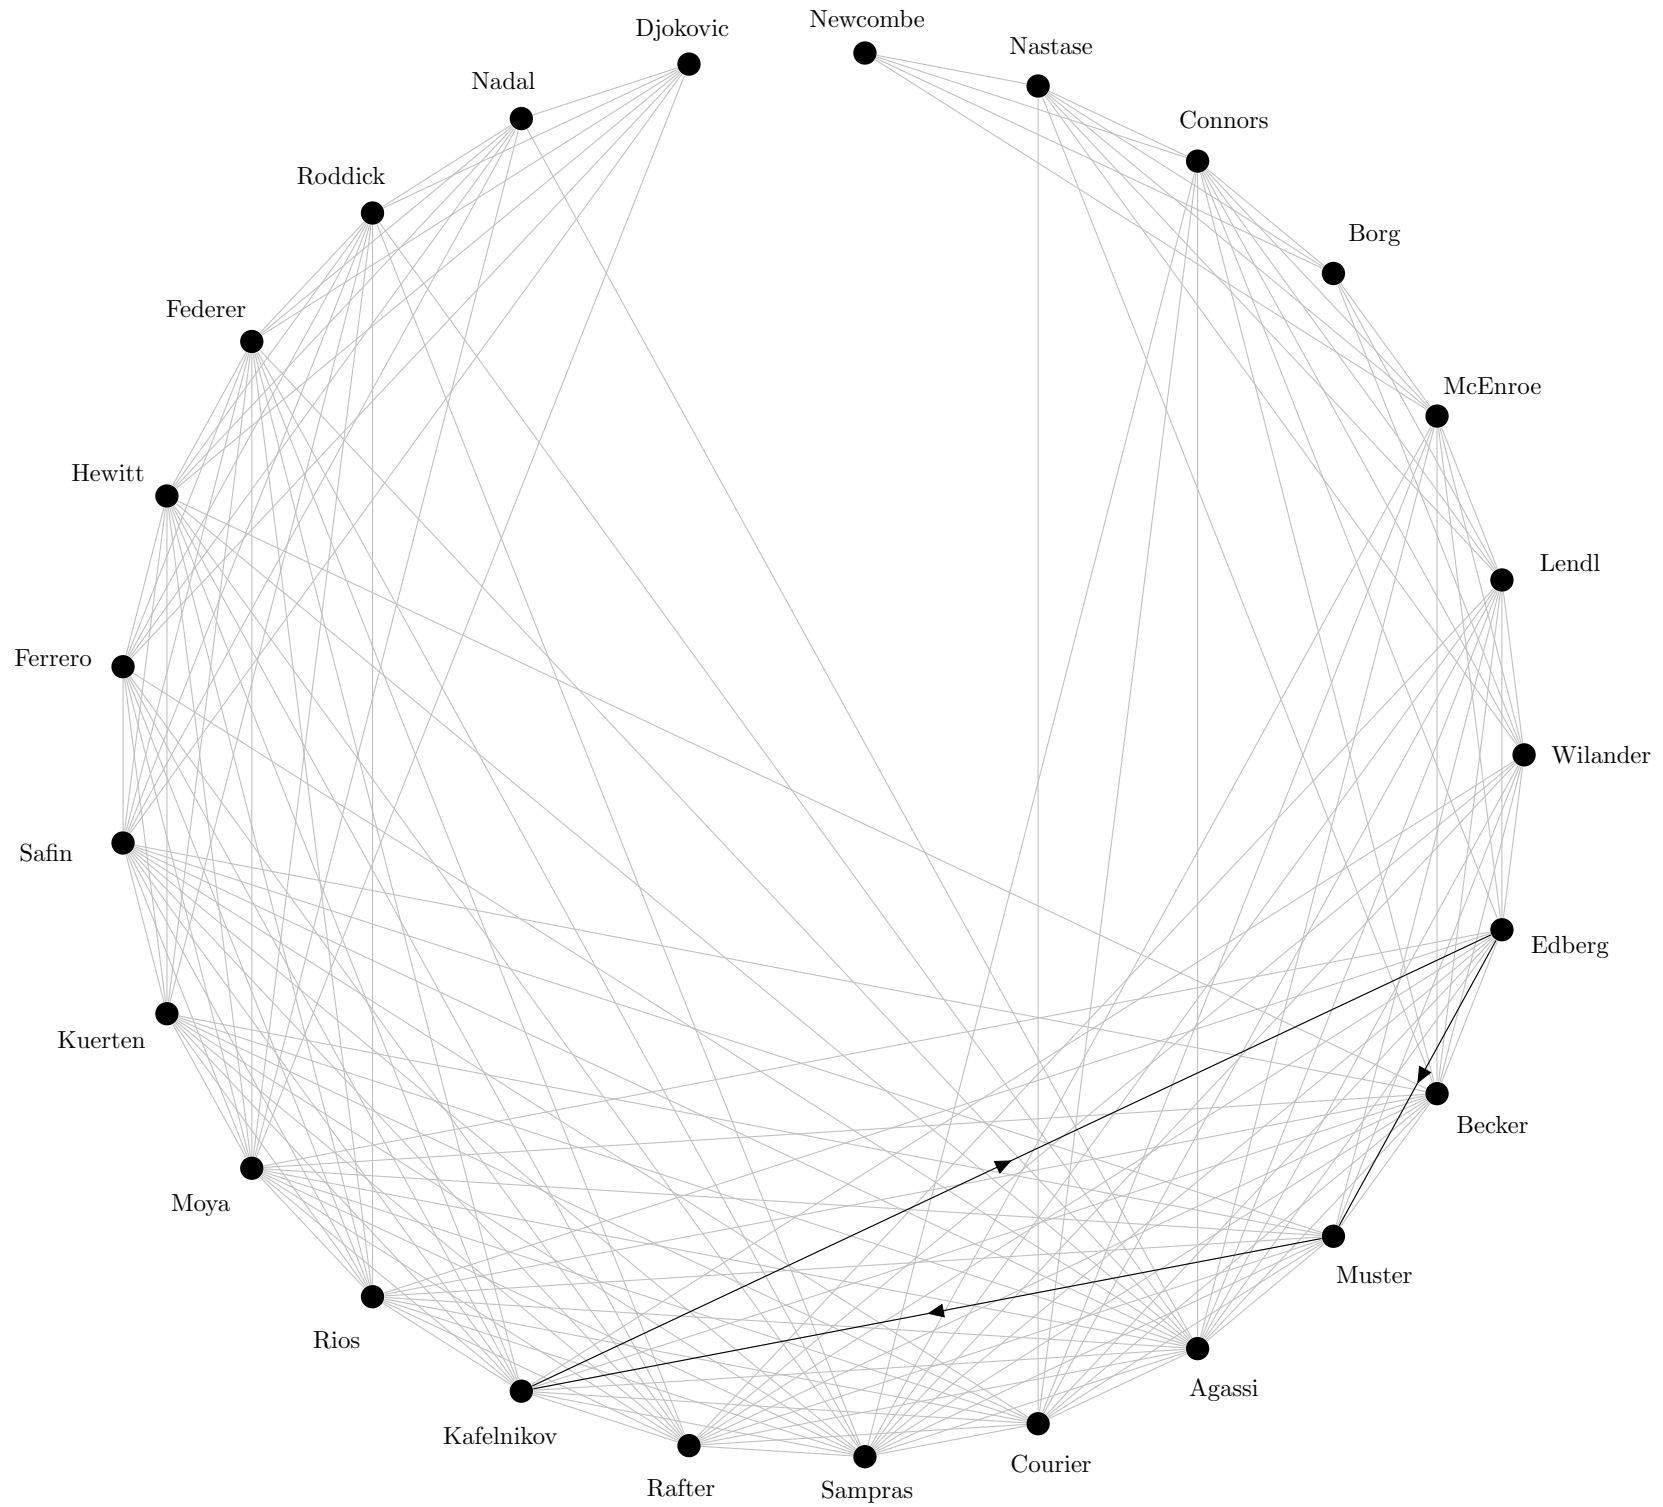 Newcombe
Djokovic
Nastase
Nadal
Connors
Roddick
Borg
Federer
McEnroe
Hewitt
Lendl
Ferrero
Wilander
Safin
Edberg
Kuerten
Becker
Moya
Muster
Rios
Agassi
Kafelnikov
Courier
Rafter
Sampras